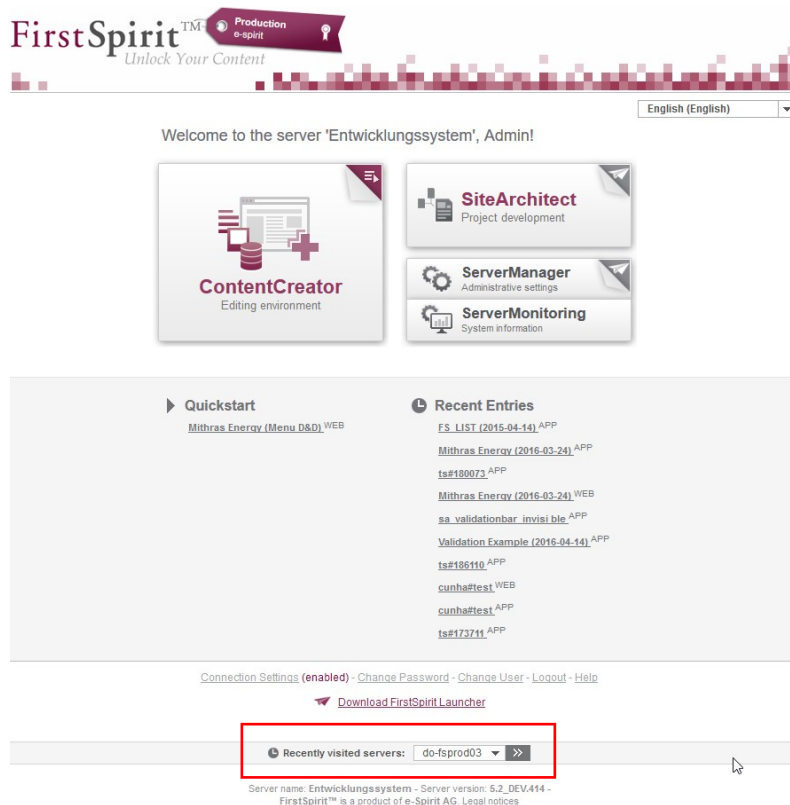 FirstSpirit™
Unlock Your Content
Production
e-spirit
English (English)
Welcome to the server 'Entwicklungssystem', Admin!
ContentCreator
Editing environment
SiteArchitect
Project development
ServerManager
Administrative settings
ServerMonitoring
System information
Quickstart
Mithras Energy (Menu D&D) WEB
Recent Entries
FS_LIST (2015-04-14) APP
Mithras Energy (2016-03-24) APP
ts#180073 APP
Mithras Energy (2016-03-24) WEB
sa_validationbar_invisi ble APP
Validation Example (2016-04-14) APP
ts#186110 APP
cunha#test WEB
cunha#test APP
ts#173711 APP
Connection Settings (enabled) - Change Password - Change User - Logout - Help
Download FirstSpirit Launcher
Recently visited servers: do-fsprod03 >>
Server name: Entwicklungssystem - Server version: 5.2_DEV.414 -
FirstSpirit™ is a product of e-Spirit AG. Legal notices